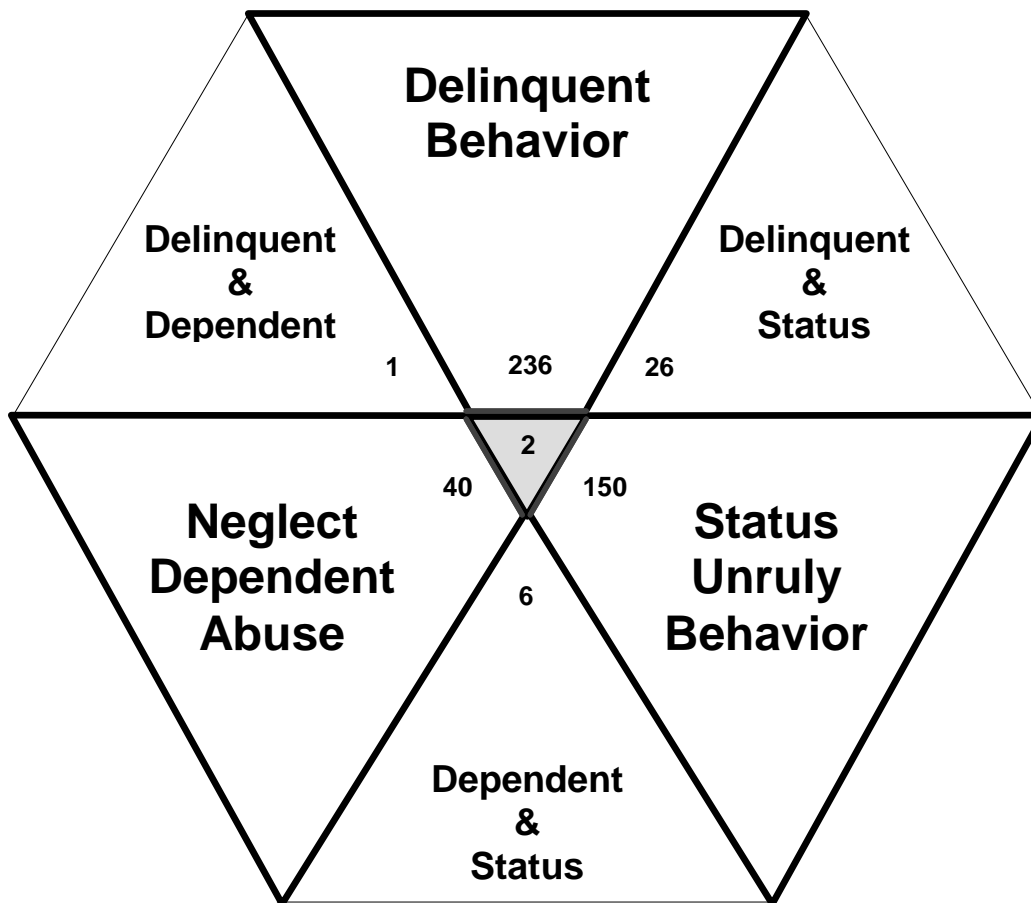 Delinquent
Behavior
Delinquent
&
Dependent
Delinquent
&
Status
1
236
26
2
40
150
Neglect
Dependent
Abuse
Status
Unruly
Behavior
6
Dependent
&
Status